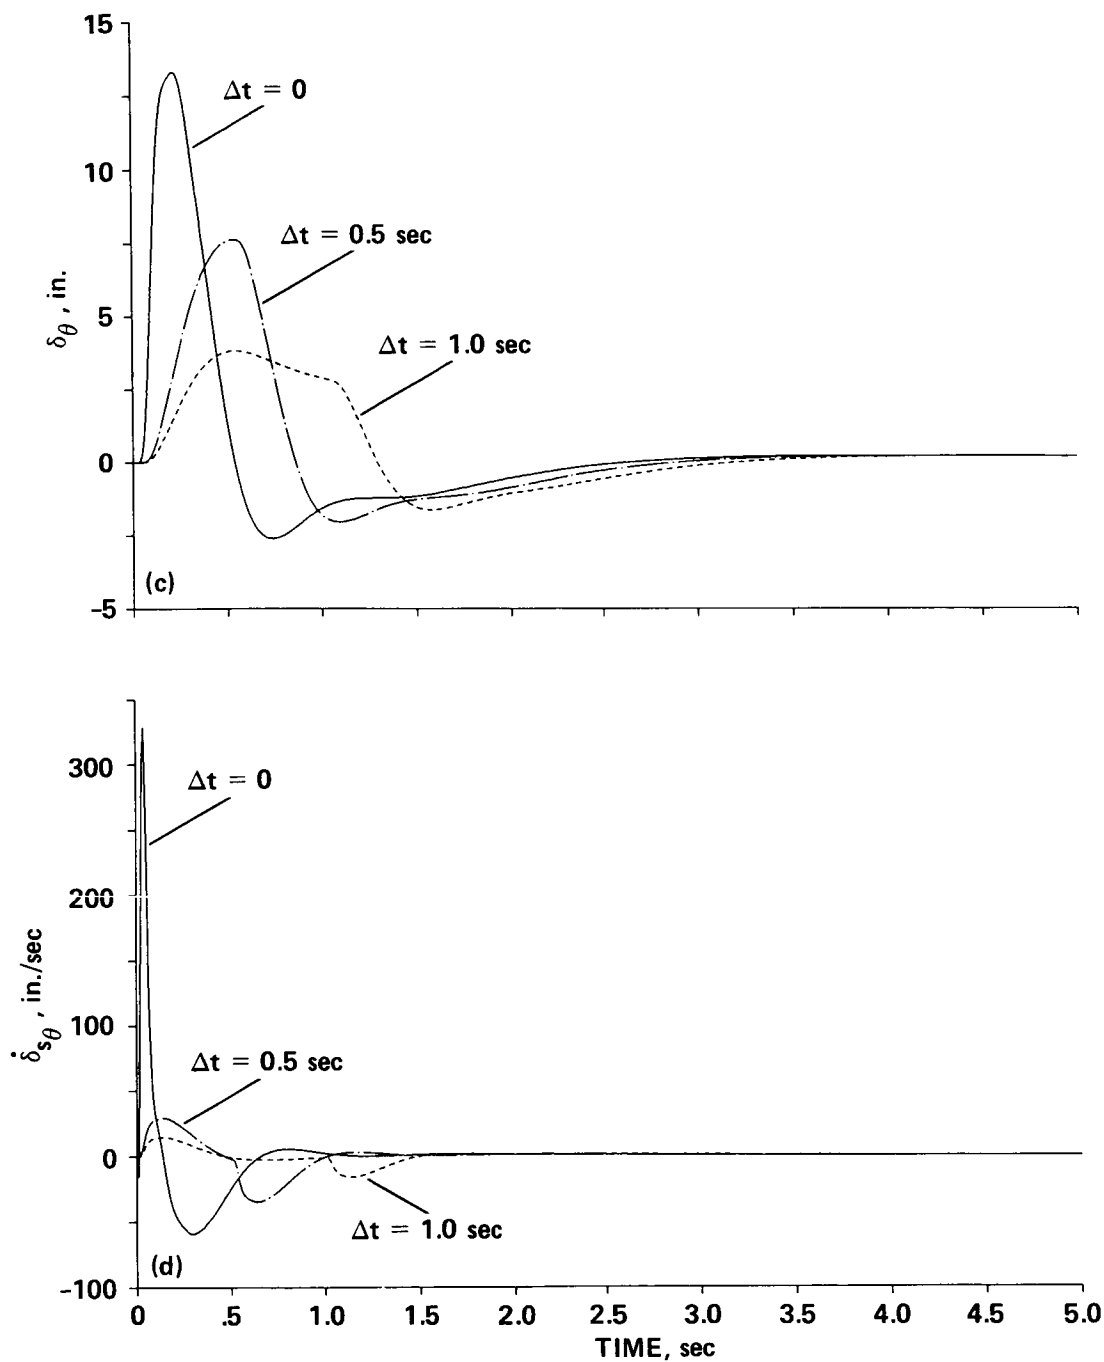 15
Δt = 0
10
Δt = 0.5 sec
δθ , in.
5
Δt = 1.0 sec
0
(c)
−5
300
Δt = 0
200
δ̇sθ , in./sec
100
Δt = 0.5 sec
0
Δt = 1.0 sec
(d)
−100
0 .5 1.0 1.5 2.0 2.5 3.0 3.5 4.0 4.5 5.0
TIME, sec